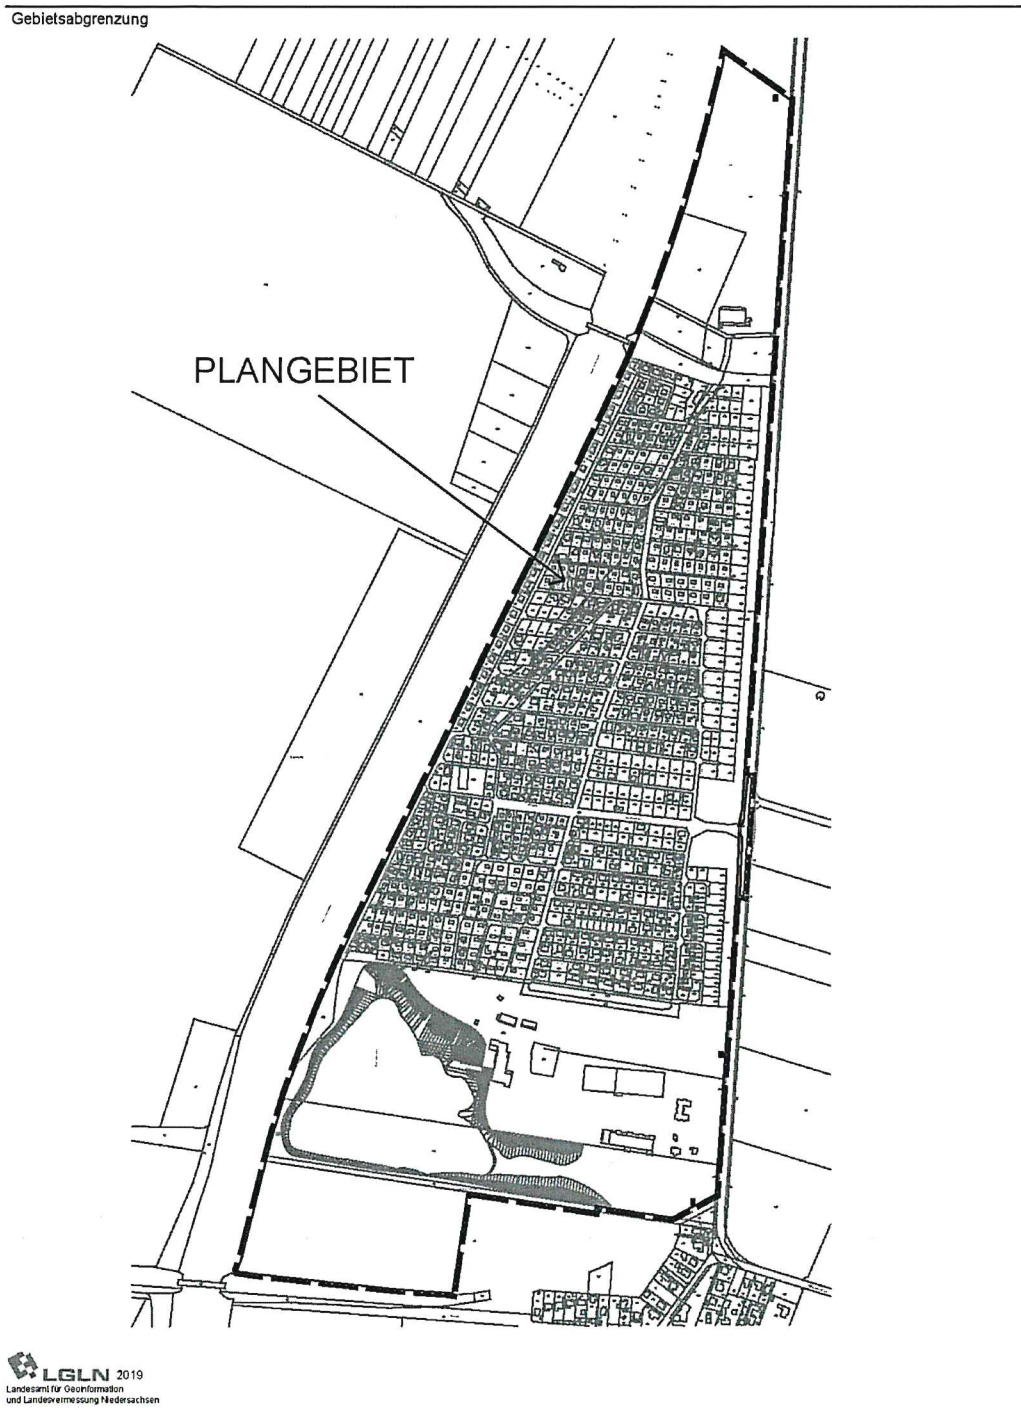 Gebietsabgrenzung
PLANGEBIET
G
LGLN 2019
Landesamt für Geoinformation
und Landesvermessung Niedersachsen